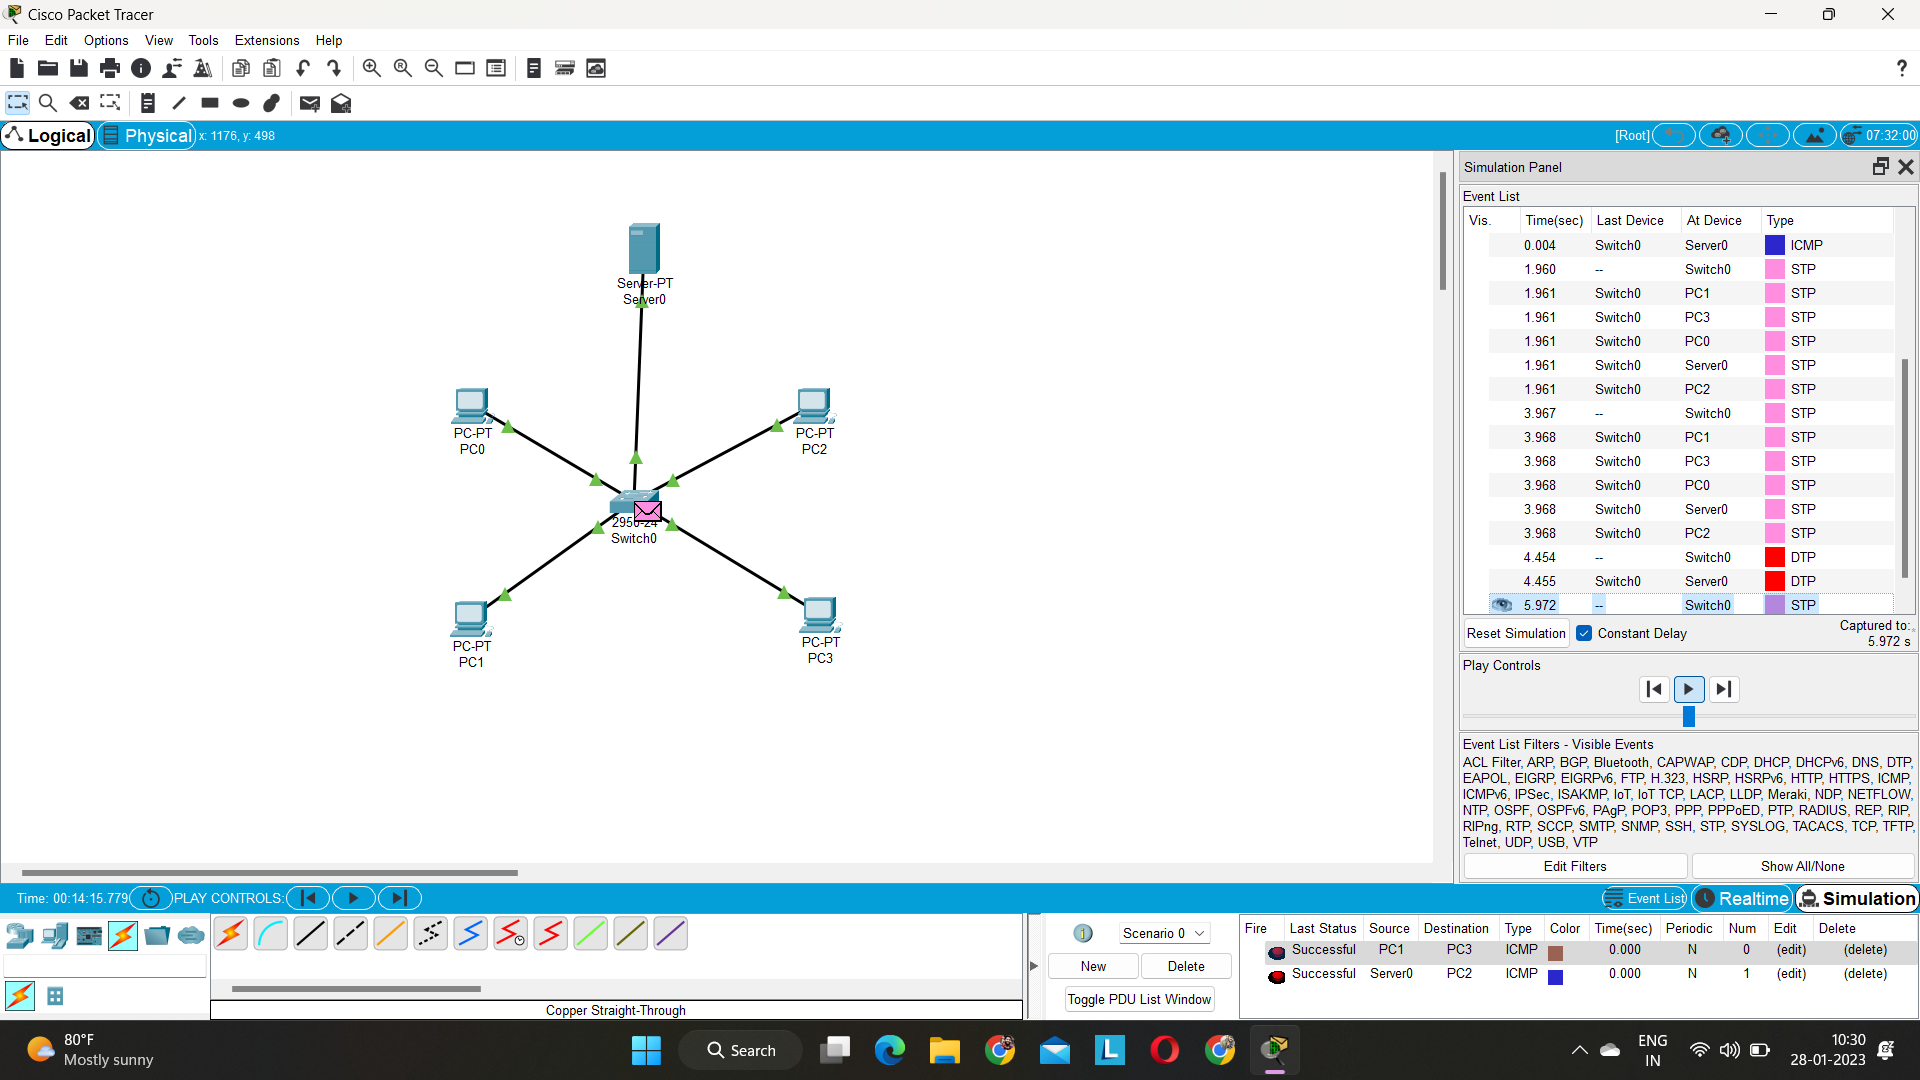 Cisco Packet Tracer
File Edit Options View Tools Extensions Help
?
Logical Physical x: 1176, y: 498 [Root] 07:32:00
Server-PT
Server0
PC-PT
PC0
PC-PT
PC2
2950-24
Switch0
PC-PT
PC1
PC-PT
PC3
Simulation Panel
Event List
Vis. Time(sec) Last Device At Device Type
0.004 Switch0 Server0 ICMP
1.960 -- Switch0 STP
1.961 Switch0 PC1 STP
1.961 Switch0 PC3 STP
1.961 Switch0 PC0 STP
1.961 Switch0 Server0 STP
1.961 Switch0 PC2 STP
3.967 -- Switch0 STP
3.968 Switch0 PC1 STP
3.968 Switch0 PC3 STP
3.968 Switch0 PC0 STP
3.968 Switch0 Server0 STP
3.968 Switch0 PC2 STP
4.454 -- Switch0 DTP
4.455 Switch0 Server0 DTP
5.972 -- Switch0 STP
Reset Simulation Constant Delay Captured to:
5.972 s
Play Controls
Event List Filters - Visible Events
ACL Filter, ARP, BGP, Bluetooth, CAPWAP, CDP, DHCP, DHCPv6, DNS, DTP,
EAPOL, EIGRP, EIGRPv6, FTP, H.323, HSRP, HSRPv6, HTTP, HTTPS, ICMP,
ICMPv6, IPSec, ISAKMP, IoT, IoT TCP, LACP, LLDP, Meraki, NDP, NETFLOW,
NTP, OSPF, OSPFv6, PAgP, POP3, PPP, PPPoED, PTP, RADIUS, REP, RIP,
RIPng, RTP, SCCP, SMTP, SNMP, SSH, STP, SYSLOG, TACACS, TCP, TFTP,
Telnet, UDP, USB, VTP
Edit Filters Show All/None
Time: 00:14:15.779 PLAY CONTROLS: Event List Realtime Simulation
Copper Straight-Through
Scenario 0
New Delete
Toggle PDU List Window
Fire Last Status Source Destination Type Color Time(sec) Periodic Num Edit Delete
Successful PC1 PC3 ICMP 0.000 N 0 (edit) (delete)
Successful Server0 PC2 ICMP 0.000 N 1 (edit) (delete)
80°F
Mostly sunny
Search
ENG
IN
10:30
28-01-2023